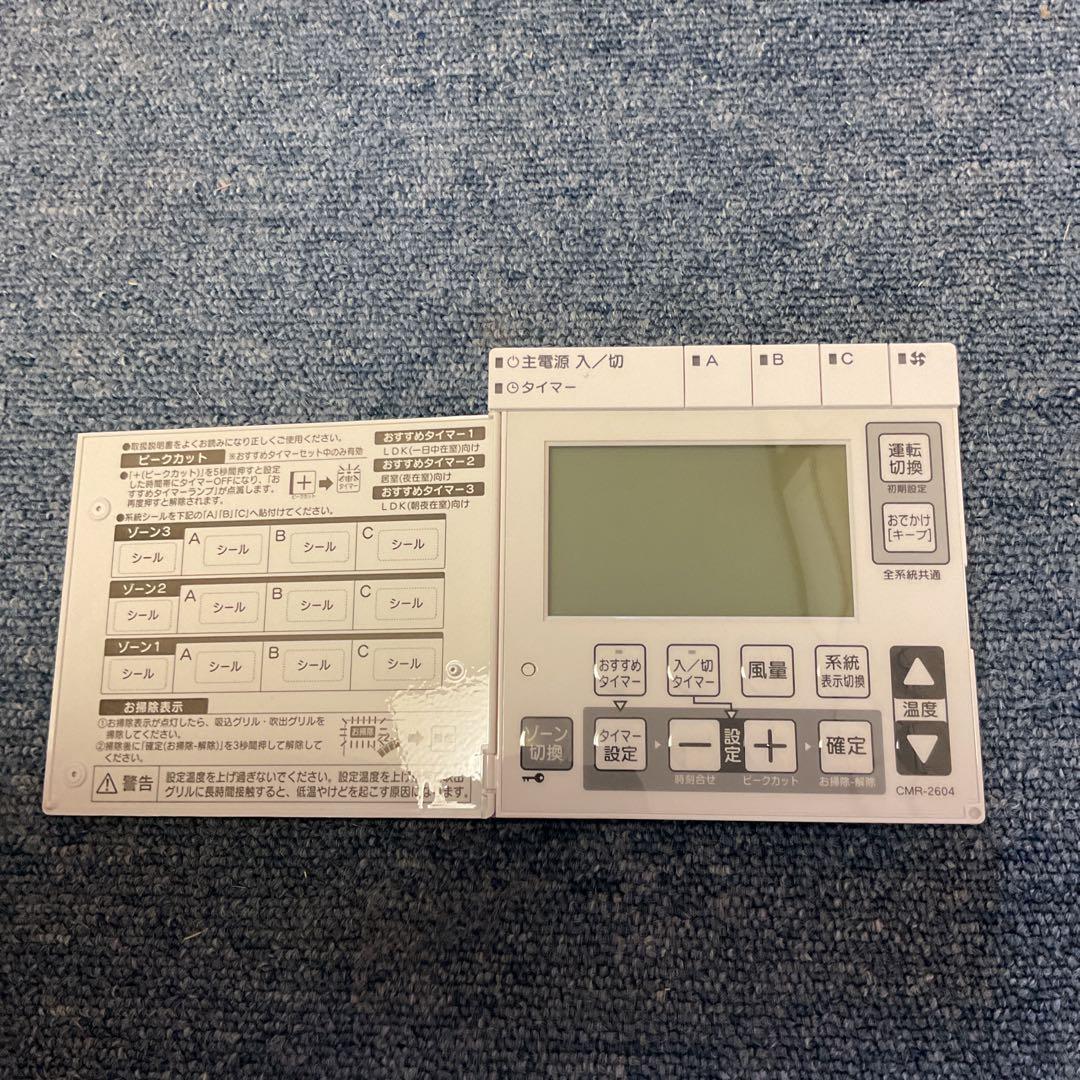 ●取扱説明書をよくお読みになり正しくご使用ください。
ピークカット ※おすすめタイマーセット中のみ有効
●「+(ピークカット)」を5秒間押すと設定
した時間帯にタイマーOFFになり、「お
すすめタイマーランプ」が点滅します。
再度押すと解除されます。
+
ピークカット
タイマー
おすすめタイマー1
LDK(一日中在室)向け
おすすめタイマー2
居室(夜在室)向け
おすすめタイマー3
LDK(朝夜在室)向け
●系統シールを下記の「A」「B」「C」へ貼付けてください。
ゾーン3 A B C
シール シール シール シール
ゾーン2 A B C
シール シール シール シール
ゾーン1 A B C
シール シール シール シール
お掃除表示
①お掃除表示が点灯したら、吸込グリル・吹出グリルを
掃除してください。
②掃除後に「確定(お掃除-解除)」を3秒間押して解除して
ください。
お掃除
警告
設定温度を上げ過ぎないでください。設定温度を上げ
グリルに長時間接触すると、低温やけどを起こす原因になります。
主電源 入/切
タイマー
A
B
C
運転
切換
初期設定
おでかけ
[キープ]
全系統共通
おすすめ
タイマー
入/切
タイマー
風量
系統
表示切換
温度
ゾーン
切換
タイマー
設定
−
設定
+
確定
時刻合せ
ピークカット
お掃除-解除
CMR-2604